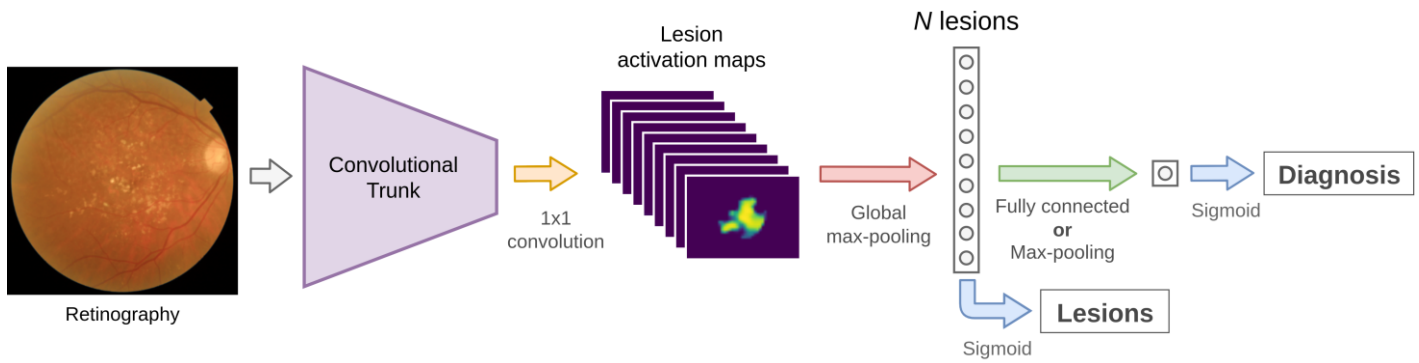 Retinography
Convolutional
Trunk
1x1
convolution
Lesion
activation maps
Global
max-pooling
N lesions
Fully connected
or
Max-pooling
Sigmoid
Diagnosis
Sigmoid
Lesions